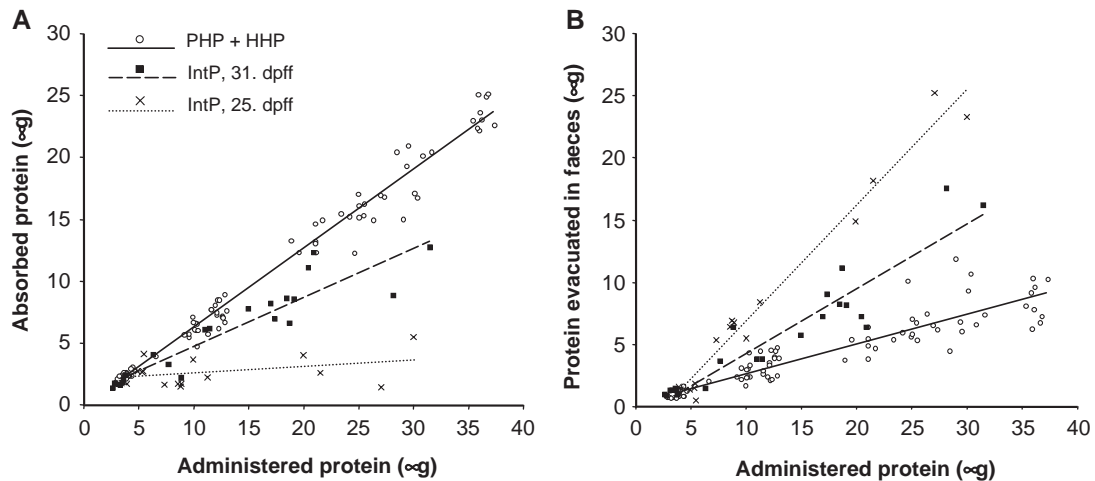 A
B
PHP + HHP
IntP, 31. dpff
IntP, 25. dpff
Absorbed protein (∞g)
30
25
20
15
10
5
0
0 5 10 15 20 25 30 35 40
Administered protein (∞g)
Protein evacuated in faeces (∞g)
30
25
20
15
10
5
0
0 5 10 15 20 25 30 35 40
Administered protein (∞g)